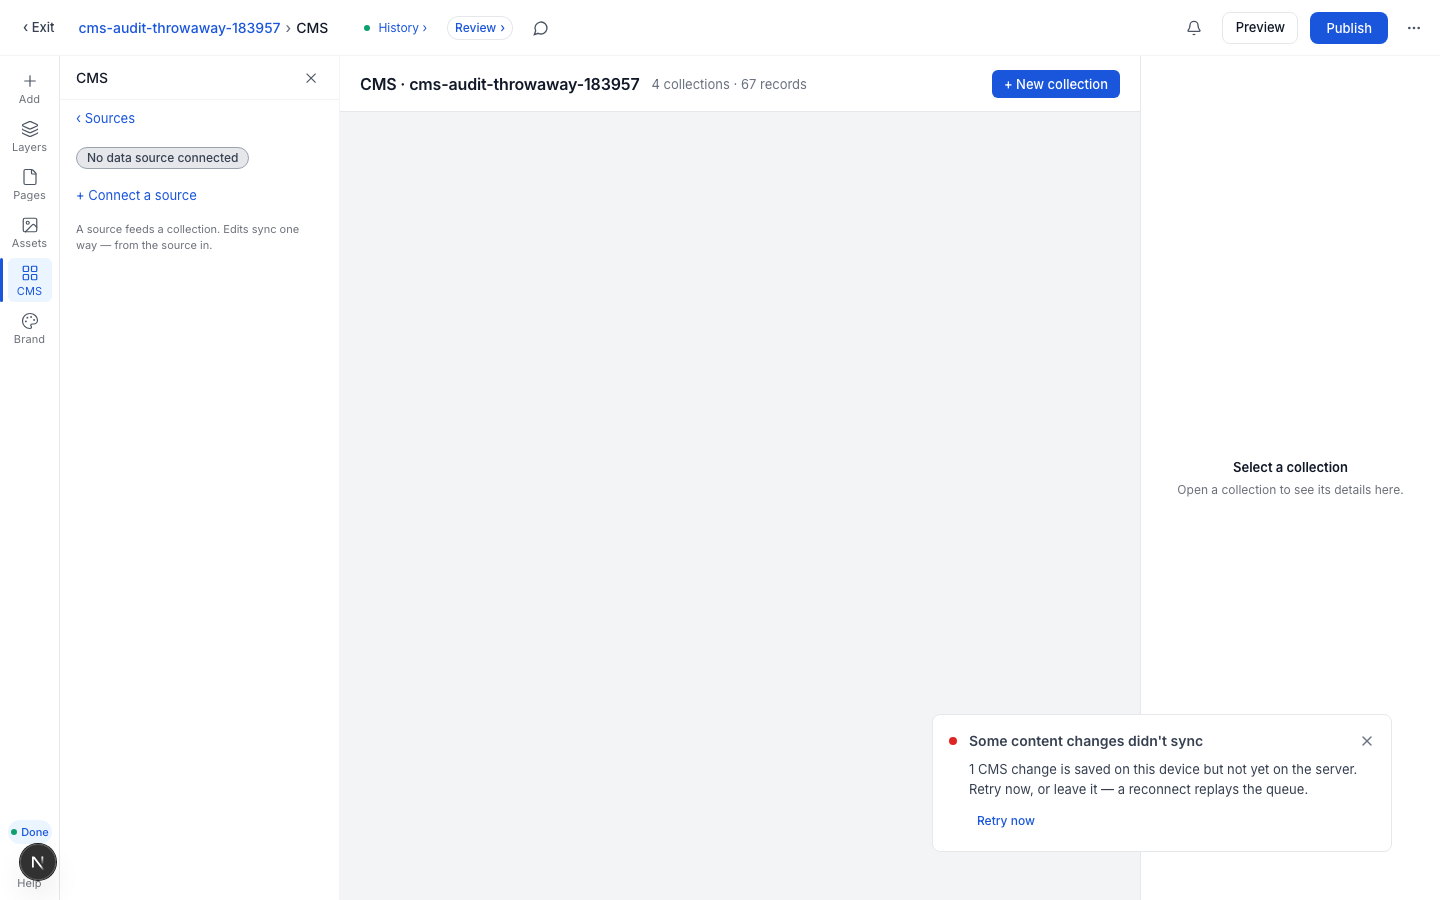 ‹ Exit
cms-audit-throwaway-183957 › CMS
History ›
Review ›
Preview
Publish
Add
Layers
Pages
Assets
CMS
Brand
Done
N
Help
CMS
‹ Sources
No data source connected
+ Connect a source
A source feeds a collection. Edits sync one
way — from the source in.
CMS · cms-audit-throwaway-183957 4 collections · 67 records
+ New collection
Select a collection
Open a collection to see its details here.
Some content changes didn't sync
1 CMS change is saved on this device but not yet on the server.
Retry now, or leave it — a reconnect replays the queue.
Retry now